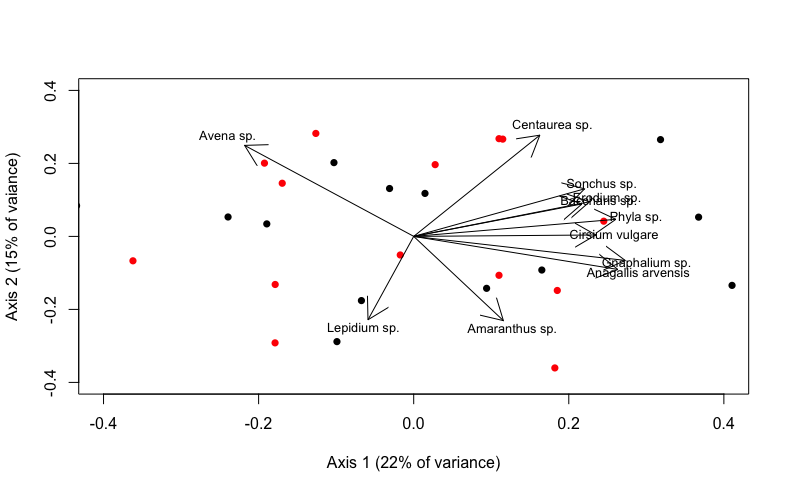 0.4
0.2
0.0
-0.2
-0.4
Axis 2 (15% of vaiance)
Centaurea sp.
Avena sp.
Sonchus sp.
Erodium sp.
Baccharis sp.
Phyla sp.
Cirsium vulgare
Gnaphalium sp.
Anagallis arvensis
Lepidium sp.
Amaranthus sp.
-0.4
-0.2
0.0
0.2
0.4
Axis 1 (22% of variance)